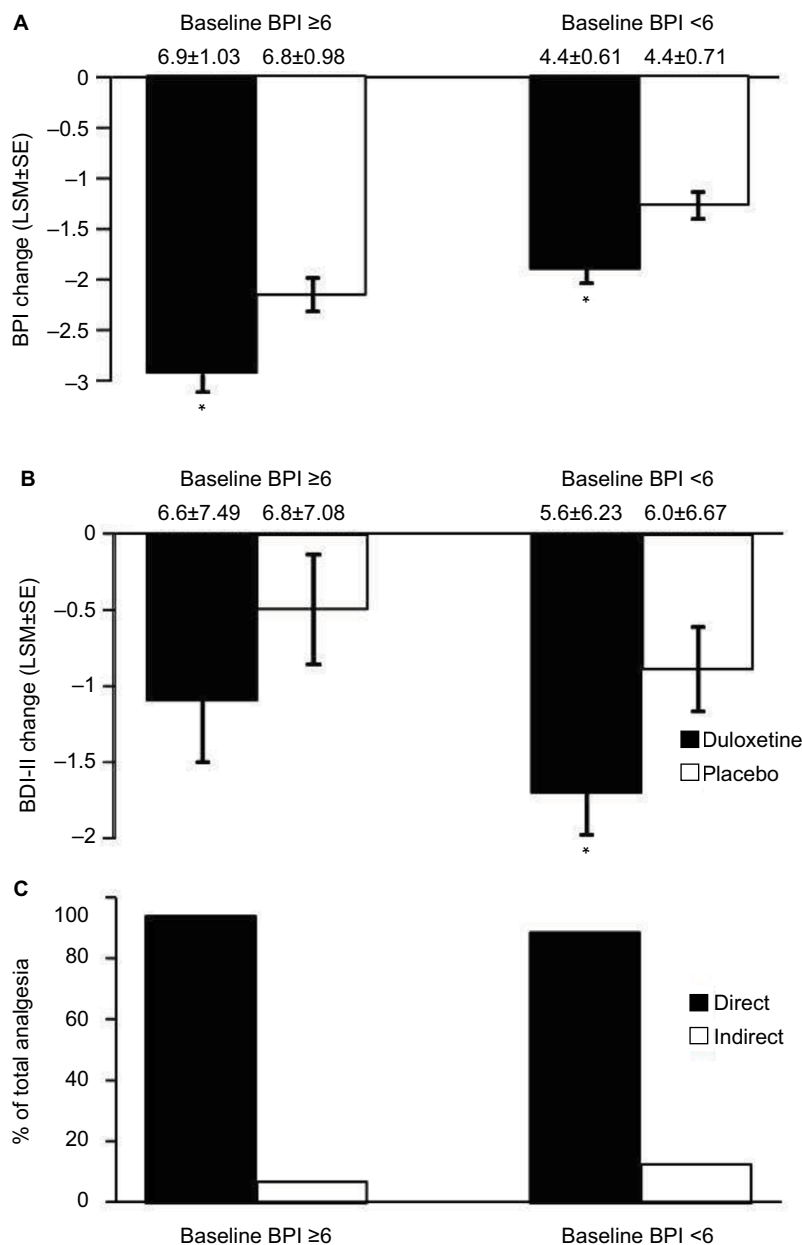 A
Baseline BPI ≥6 Baseline BPI <6
6.9±1.03 6.8±0.98 4.4±0.61 4.4±0.71
BPI change (LSM±SE)
0
–0.5
–1
–1.5
–2
–2.5
–3
* *
B
Baseline BPI ≥6 Baseline BPI <6
6.6±7.49 6.8±7.08 5.6±6.23 6.0±6.67
BDI-II change (LSM±SE)
0
–0.5
–1
–1.5
–2
Duloxetine
Placebo
*
C
% of total analgesia
100
80
60
40
20
0
Direct
Indirect
Baseline BPI ≥6 Baseline BPI <6